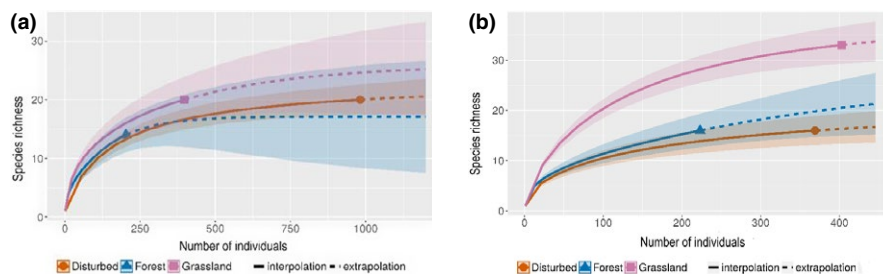 (a)
30
20
10
0
Species richness
0 250 500 750 1000
Number of individuals
Disturbed Forest Grassland interpolation extrapolation
(b)
40
30
20
10
0
Species richness
0 100 200 300 400
Number of individuals
Disturbed Forest Grassland interpolation extrapolation